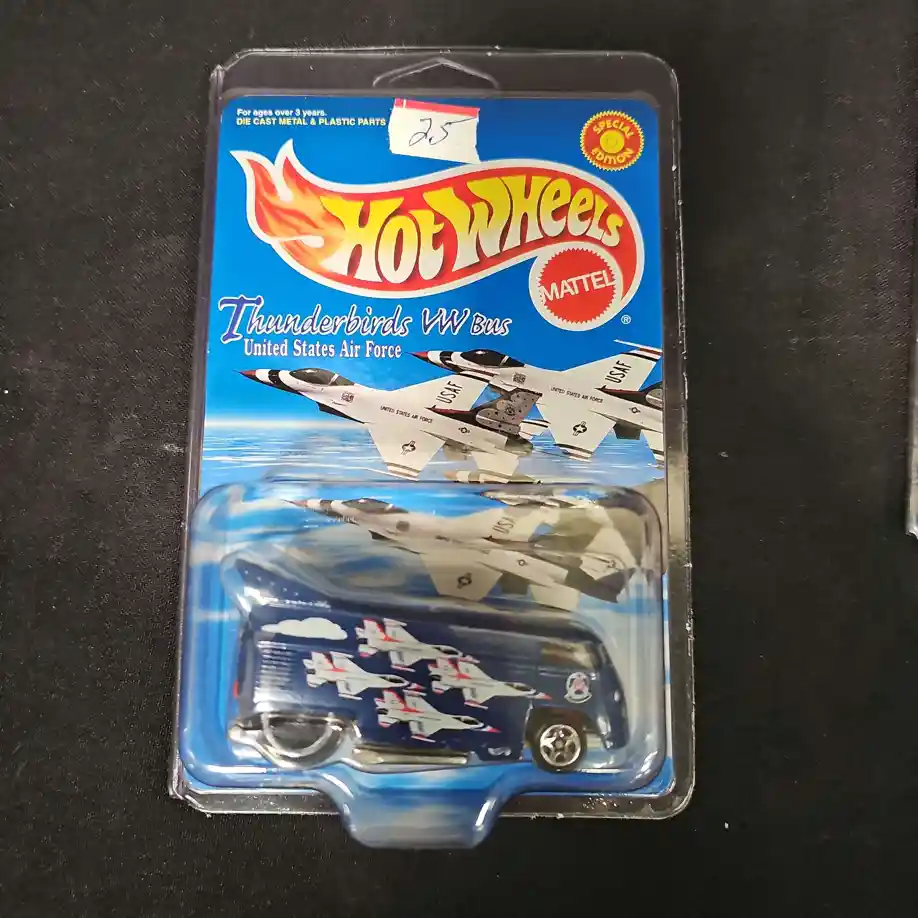 For ages over 3 years.
DIE CAST METAL & PLASTIC PARTS
25
SPECIAL EDITION
HOT WHEELS
MATTEL
®
Thunderbirds VW Bus
United States Air Force
USAF
UNITED STATES AIR FORCE
USAF
UNITED STATES AIR FORCE